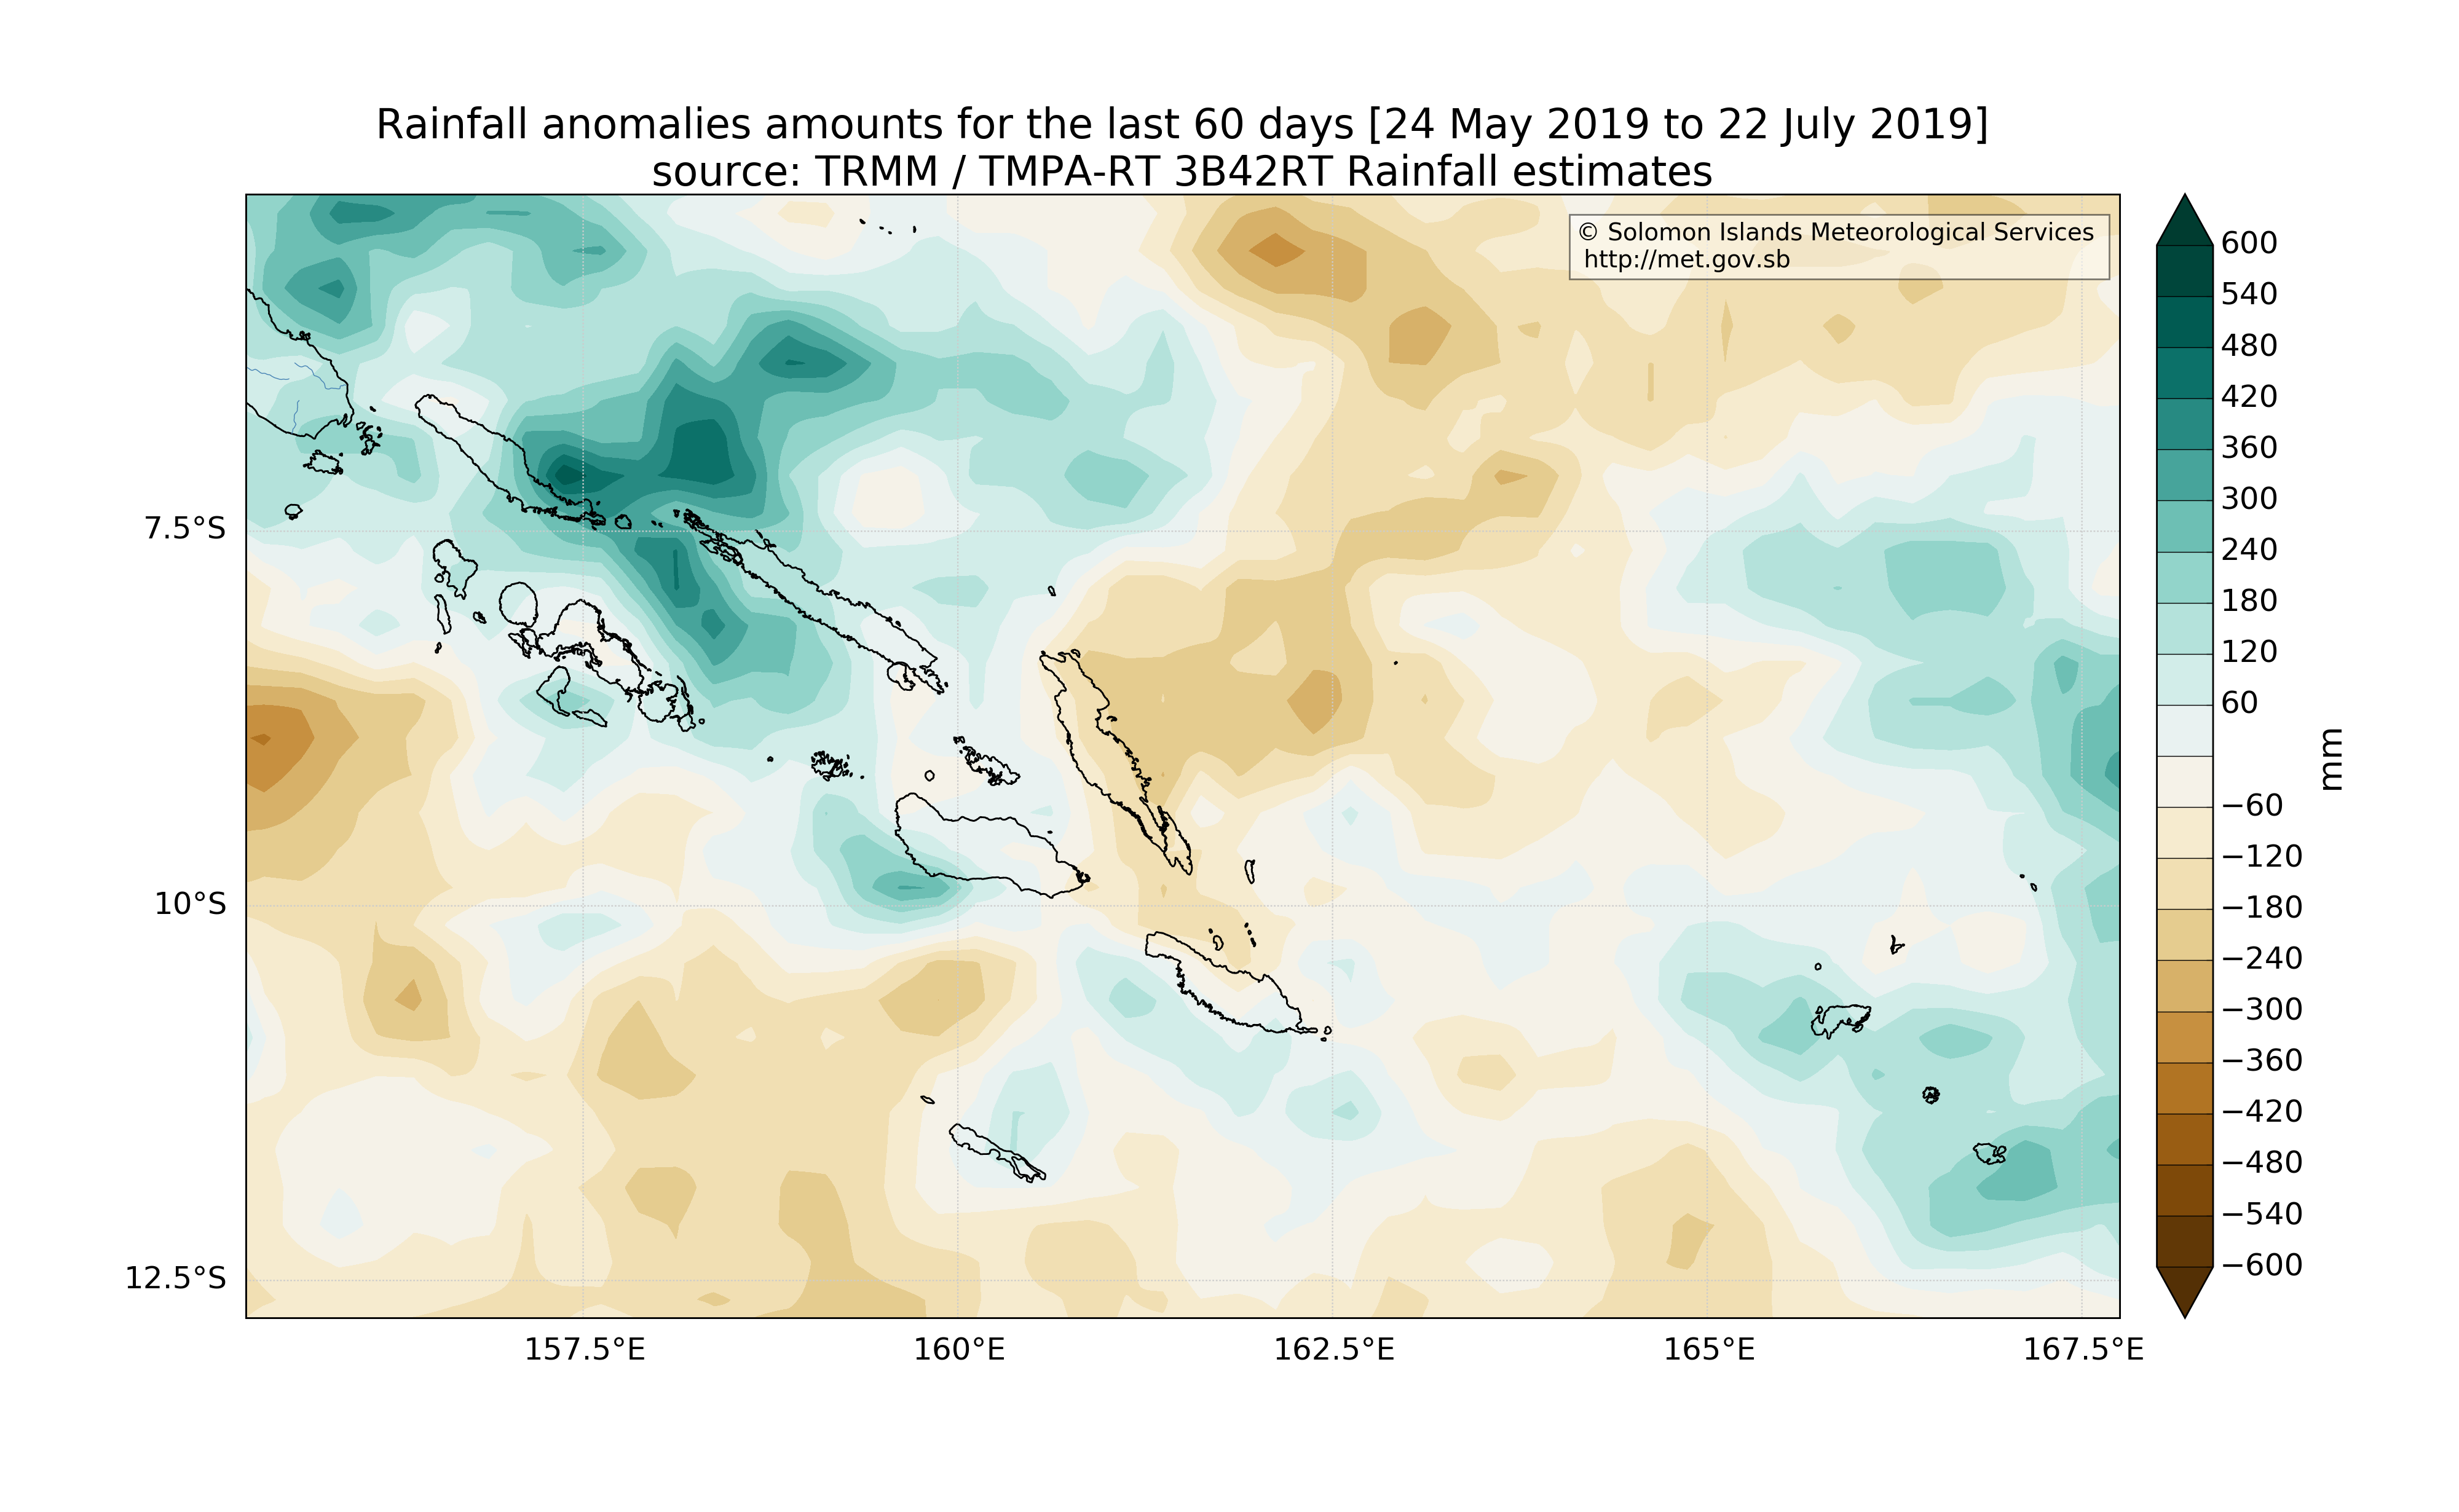 Rainfall anomalies amounts for the last 60 days [24 May 2019 to 22 July 2019]
source: TRMM / TMPA-RT 3B42RT Rainfall estimates
© Solomon Islands Meteorological Services
http://met.gov.sb
7.5°S
10°S
12.5°S
157.5°E
160°E
162.5°E
165°E
167.5°E
600
540
480
420
360
300
240
180
120
60
−60
−120
−180
−240
−300
−360
−420
−480
−540
−600
mm